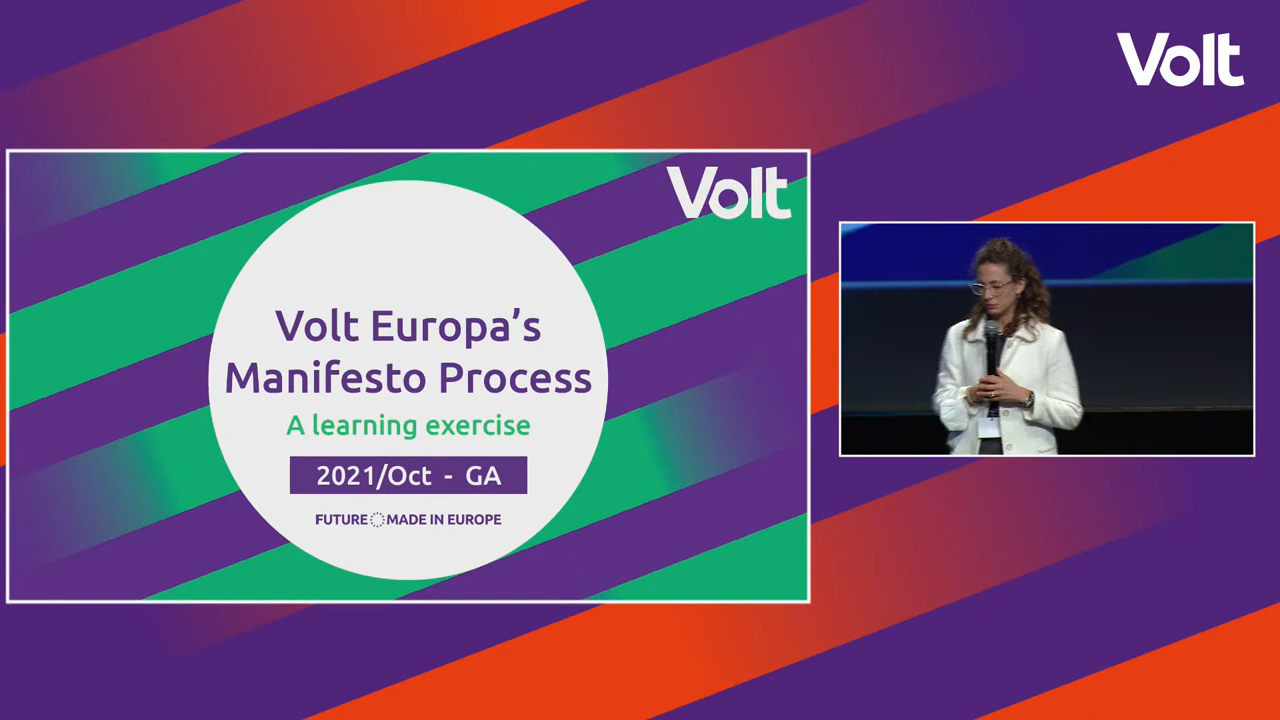 Volt
Volt
Volt Europa’s
Manifesto Process
A learning exercise
2021/Oct - GA
FUTURE MADE IN EUROPE